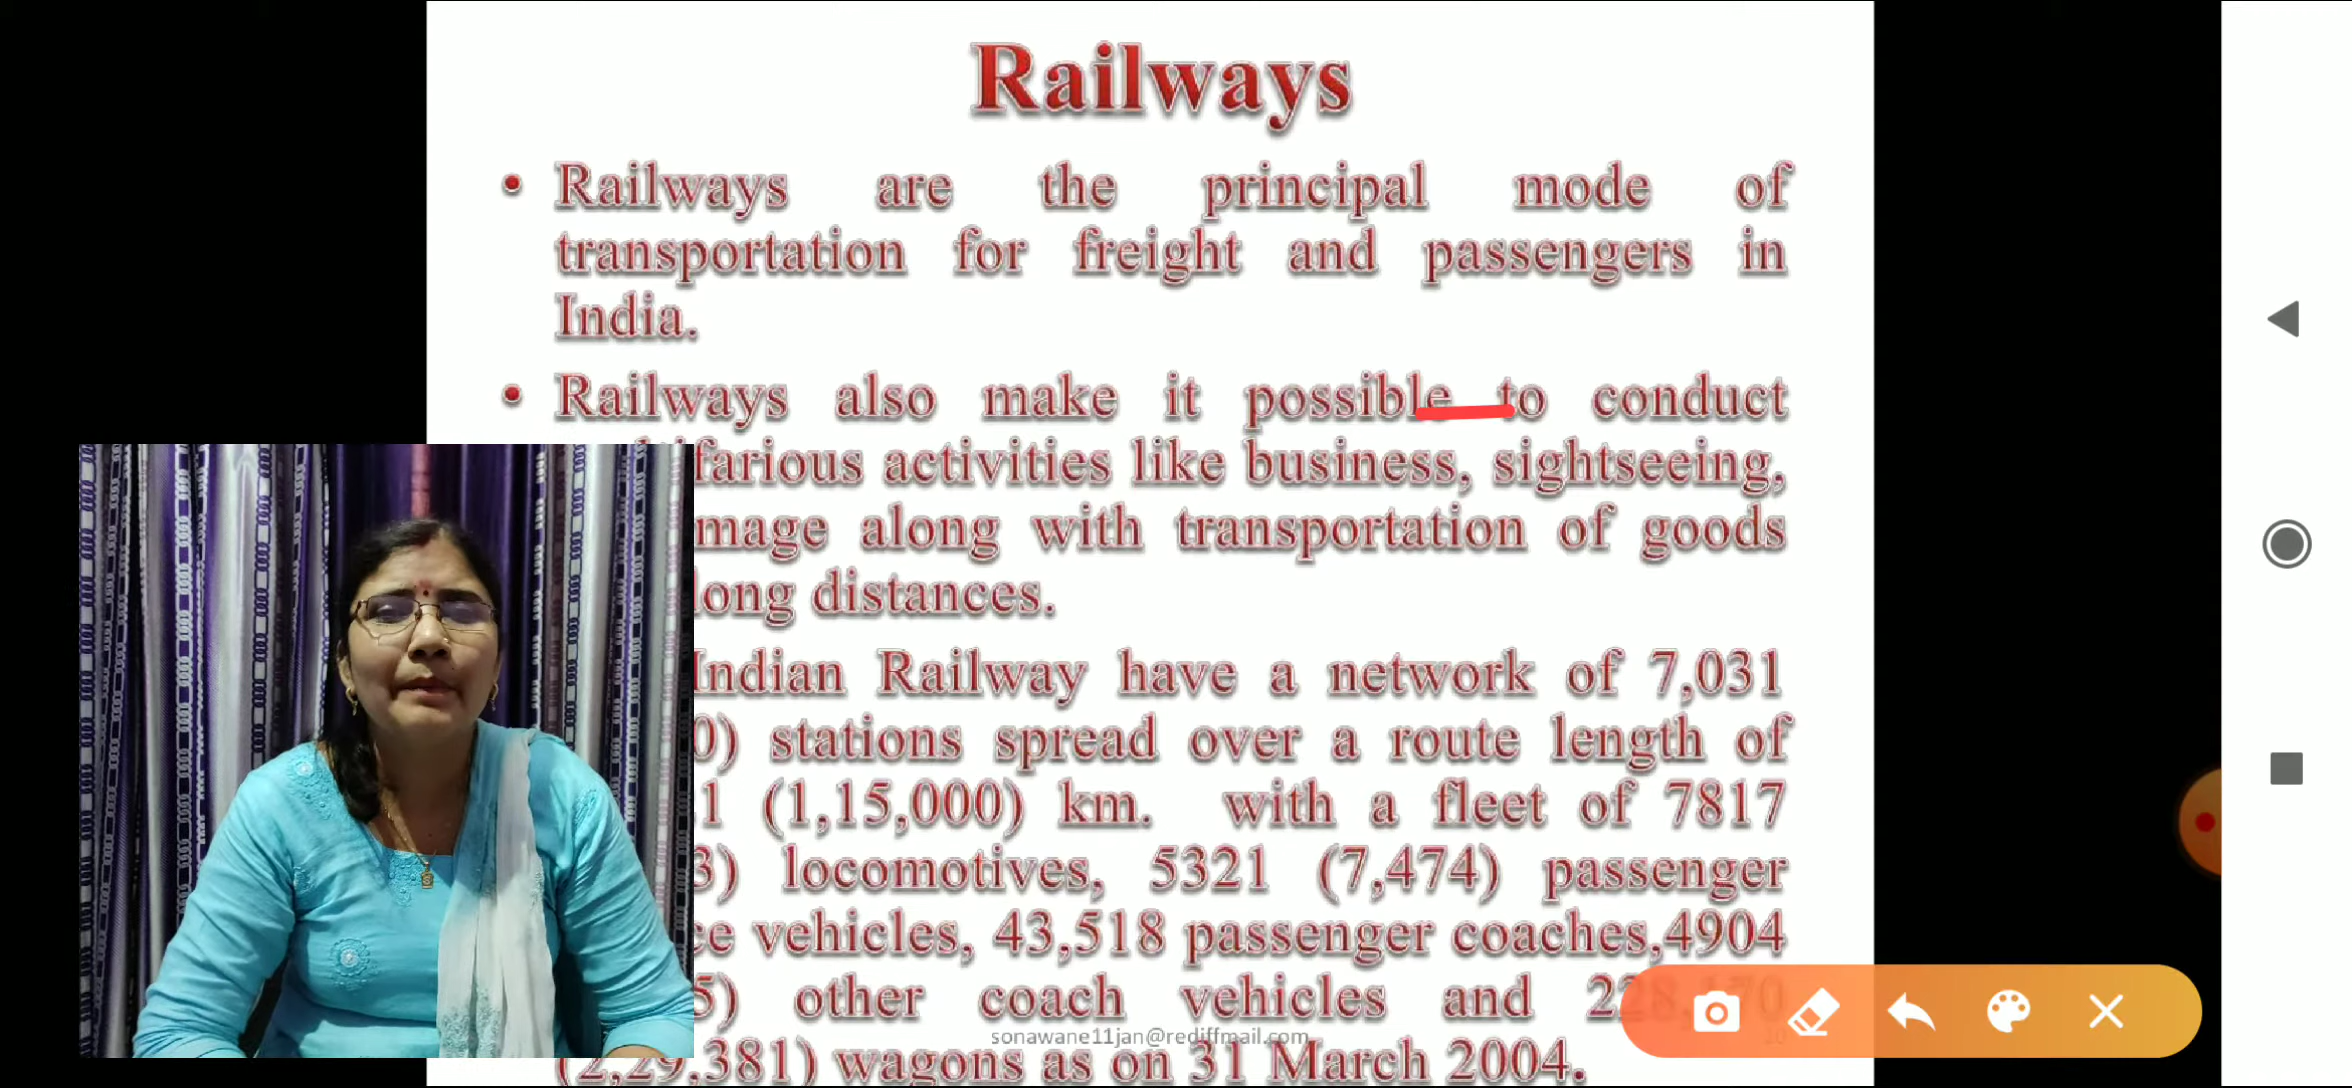 Railways
• Railways are the principal mode of
transportation for freight and passengers in
India.
• Railways also make it possible to conduct
farious activities like business, sightseeing,
mage along with transportation of goods
long distances.
Indian Railway have a network of 7,031
0) stations spread over a route length of
1 (1,15,000) km. with a fleet of 7817
3) locomotives, 5321 (7,474) passenger
ce vehicles, 43,518 passenger coaches,4904
5) other coach vehicles and
sonawane11jan@rediffmail.com
(2,29,381) wagons as on 31 March 2004.